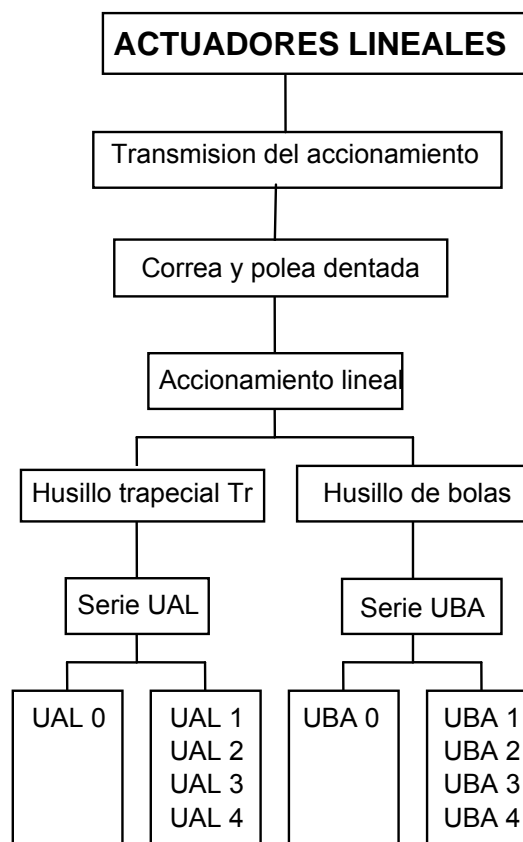 ACTUADORES LINEALES
Transmision del accionamiento
Correa y polea dentada
Accionamiento lineal
Husillo trapecial Tr
Husillo de bolas
Serie UAL
Serie UBA
UAL 0
UAL 1
UAL 2
UAL 3
UAL 4
UBA 0
UBA 1
UBA 2
UBA 3
UBA 4